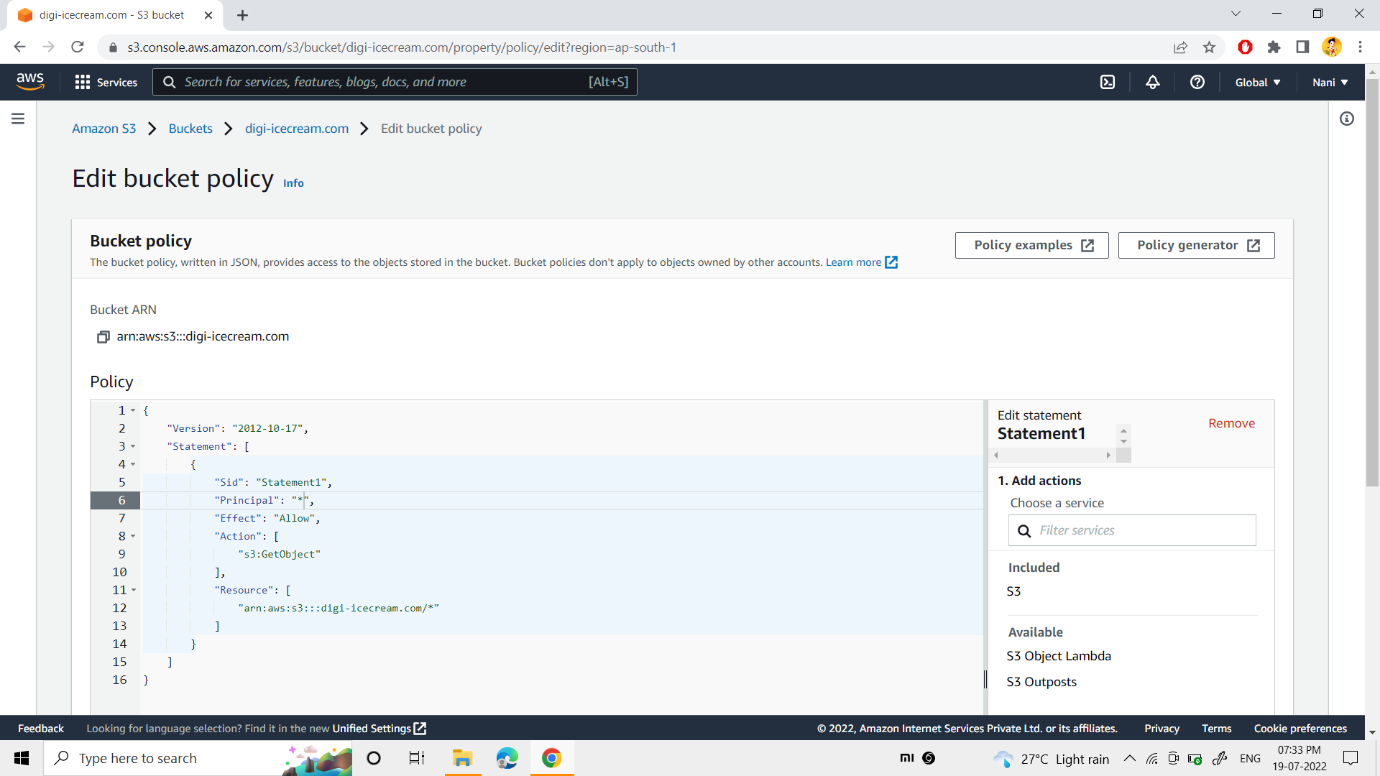 digi-icecream.com - S3 bucket
s3.console.aws.amazon.com/s3/bucket/digi-icecream.com/property/policy/edit?region=ap-south-1
aws Services Search for services, features, blogs, docs, and more [Alt+S] Global Nani
Amazon S3 Buckets digi-icecream.com Edit bucket policy
Edit bucket policy Info
Bucket policy
Policy examples Policy generator
The bucket policy, written in JSON, provides access to the objects stored in the bucket. Bucket policies don't apply to objects owned by other accounts. Learn more
Bucket ARN
arn:aws:s3:::digi-icecream.com
Policy
1 {
2 "Version": "2012-10-17",
3 "Statement": [
4 {
5 "Sid": "Statement1",
6 "Principal": "*",
7 "Effect": "Allow",
8 "Action": [
9 "s3:GetObject"
10 ],
11 "Resource": [
12 "arn:aws:s3:::digi-icecream.com/*"
13 ]
14 }
15 ]
16 }
Edit statement
Statement1
Remove
1. Add actions
Choose a service
Filter services
Included
S3
Available
S3 Object Lambda
S3 Outposts
Feedback Looking for language selection? Find it in the new Unified Settings © 2022, Amazon Internet Services Private Ltd. or its affiliates. Privacy Terms Cookie preferences
Type here to search mi 27°C Light rain ENG 07:33 PM
19-07-2022